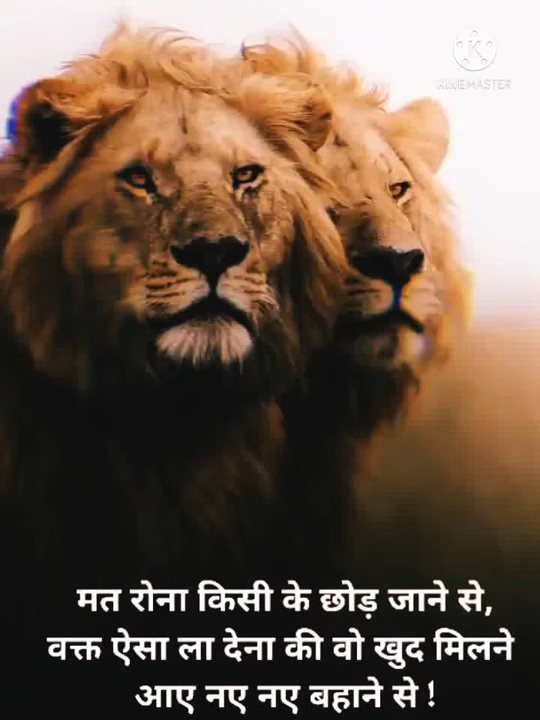 KINEMASTER
मत रोना किसी के छोड़ जाने से,
वक्त ऐसा ला देना की वो खुद मिलने
आए नए नए बहाने से !